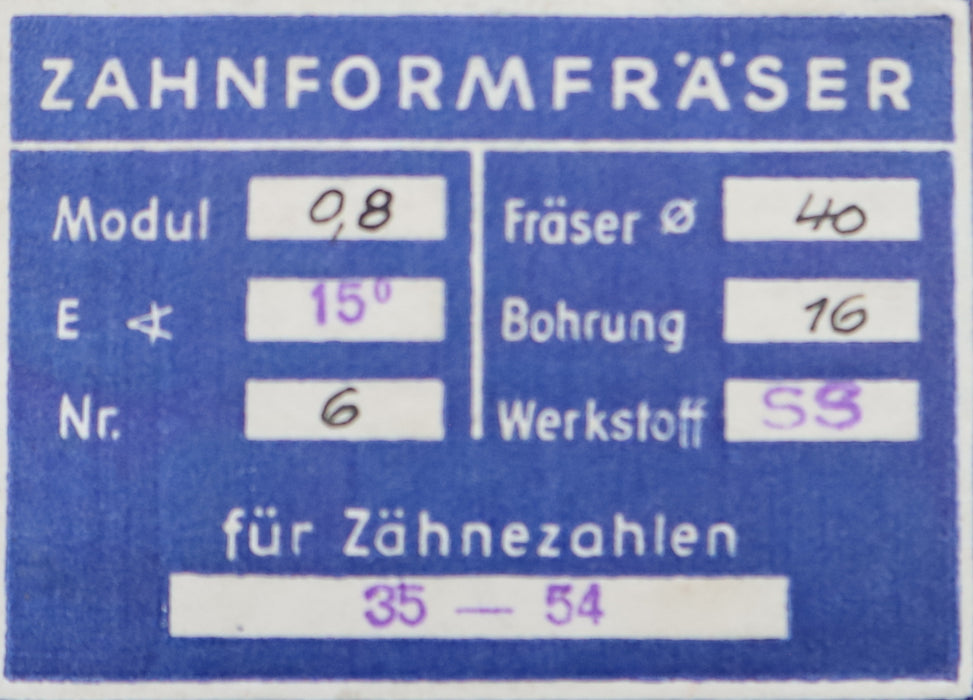 ZAHNFORMFRÄSER
Modul 0,8
E ∢ 15°
Nr. 6
Fräser Ø 40
Bohrung 16
Werkstoff SS
für Zähnezahlen
35 — 54